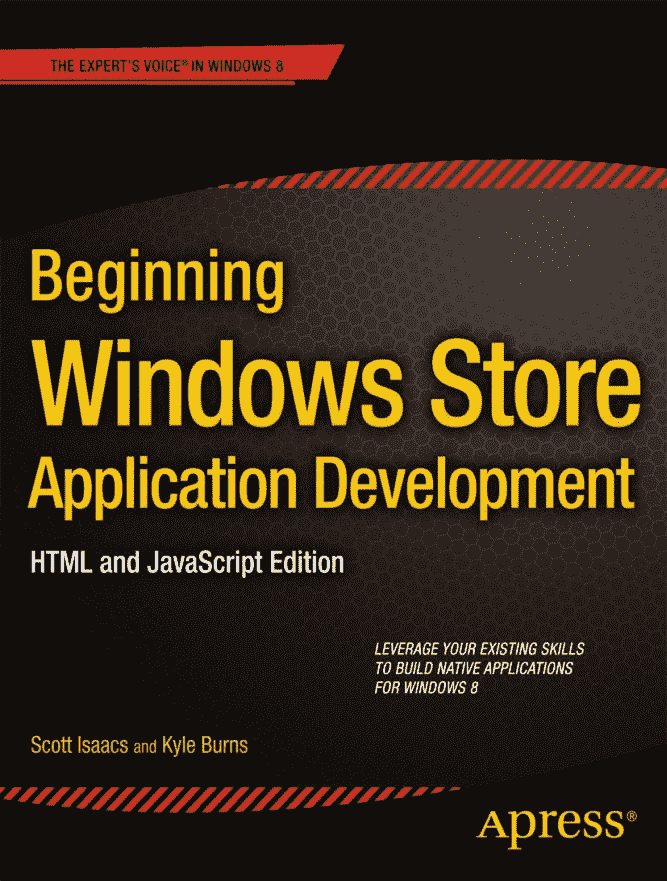 THE EXPERT'S VOICE® IN WINDOWS 8
Beginning
Windows Store
Application Development
HTML and JavaScript Edition
LEVERAGE YOUR EXISTING SKILLS
TO BUILD NATIVE APPLICATIONS
FOR WINDOWS 8
Scott Isaacs and Kyle Burns
Apress®